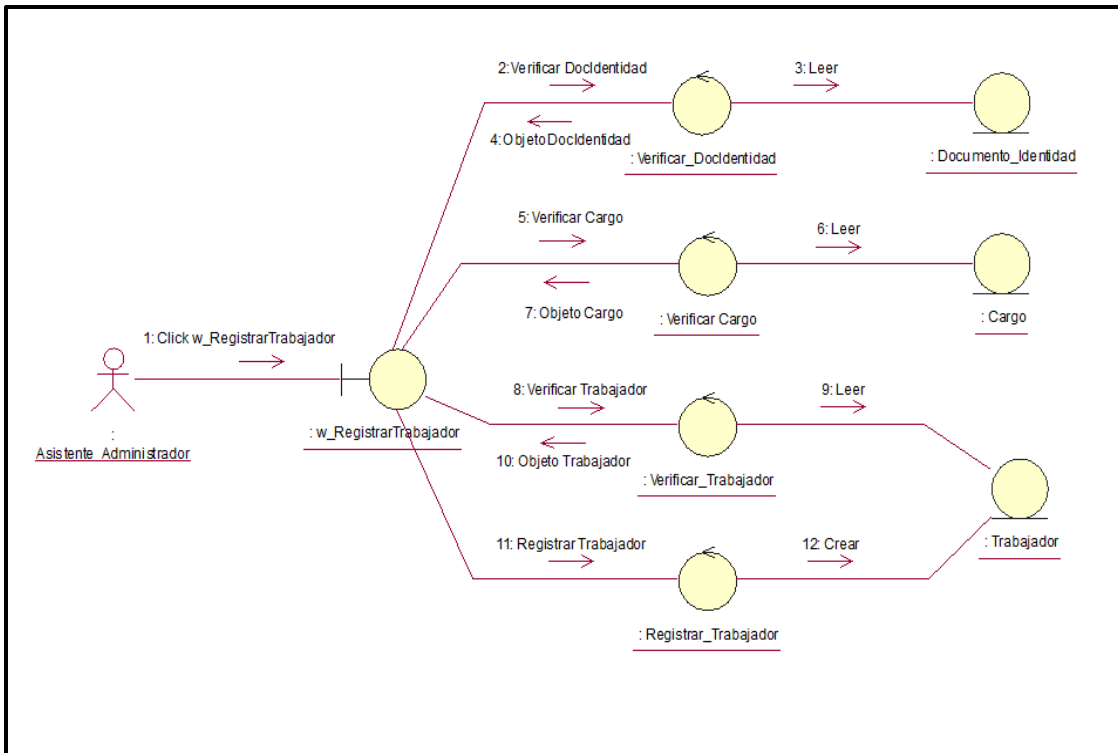 2: Verificar DocIdentidad
3: Leer
4: Objeto DocIdentidad
: Verificar_DocIdentidad
: Documento_Identidad
5: Verificar Cargo
6: Leer
7: Objeto Cargo
: Verificar Cargo
: Cargo
1: Click w_RegistrarTrabajador
8: Verificar Trabajador
9: Leer
: w_RegistrarTrabajador
:
Asistente_Administrador
10: Objeto Trabajador
: Verificar_Trabajador
11: Registrar Trabajador
12: Crear
: Trabajador
: Registrar_Trabajador